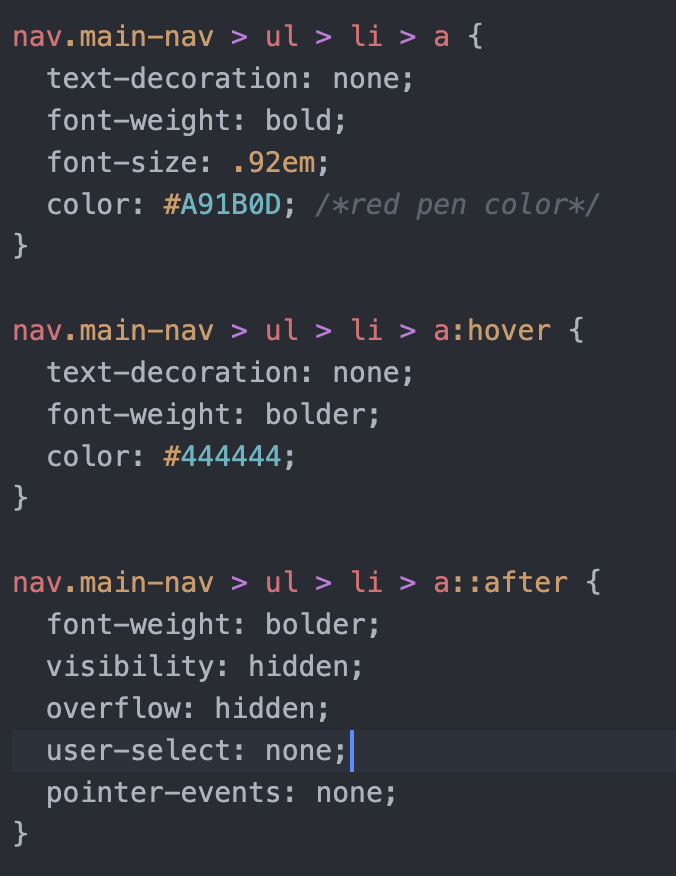 nav.main-nav > ul > li > a {
  text-decoration: none;
  font-weight: bold;
  font-size: .92em;
  color: #A91B0D; /*red pen color*/
}

nav.main-nav > ul > li > a:hover {
  text-decoration: none;
  font-weight: bolder;
  color: #444444;
}

nav.main-nav > ul > li > a::after {
  font-weight: bolder;
  visibility: hidden;
  overflow: hidden;
  user-select: none;
  pointer-events: none;
}